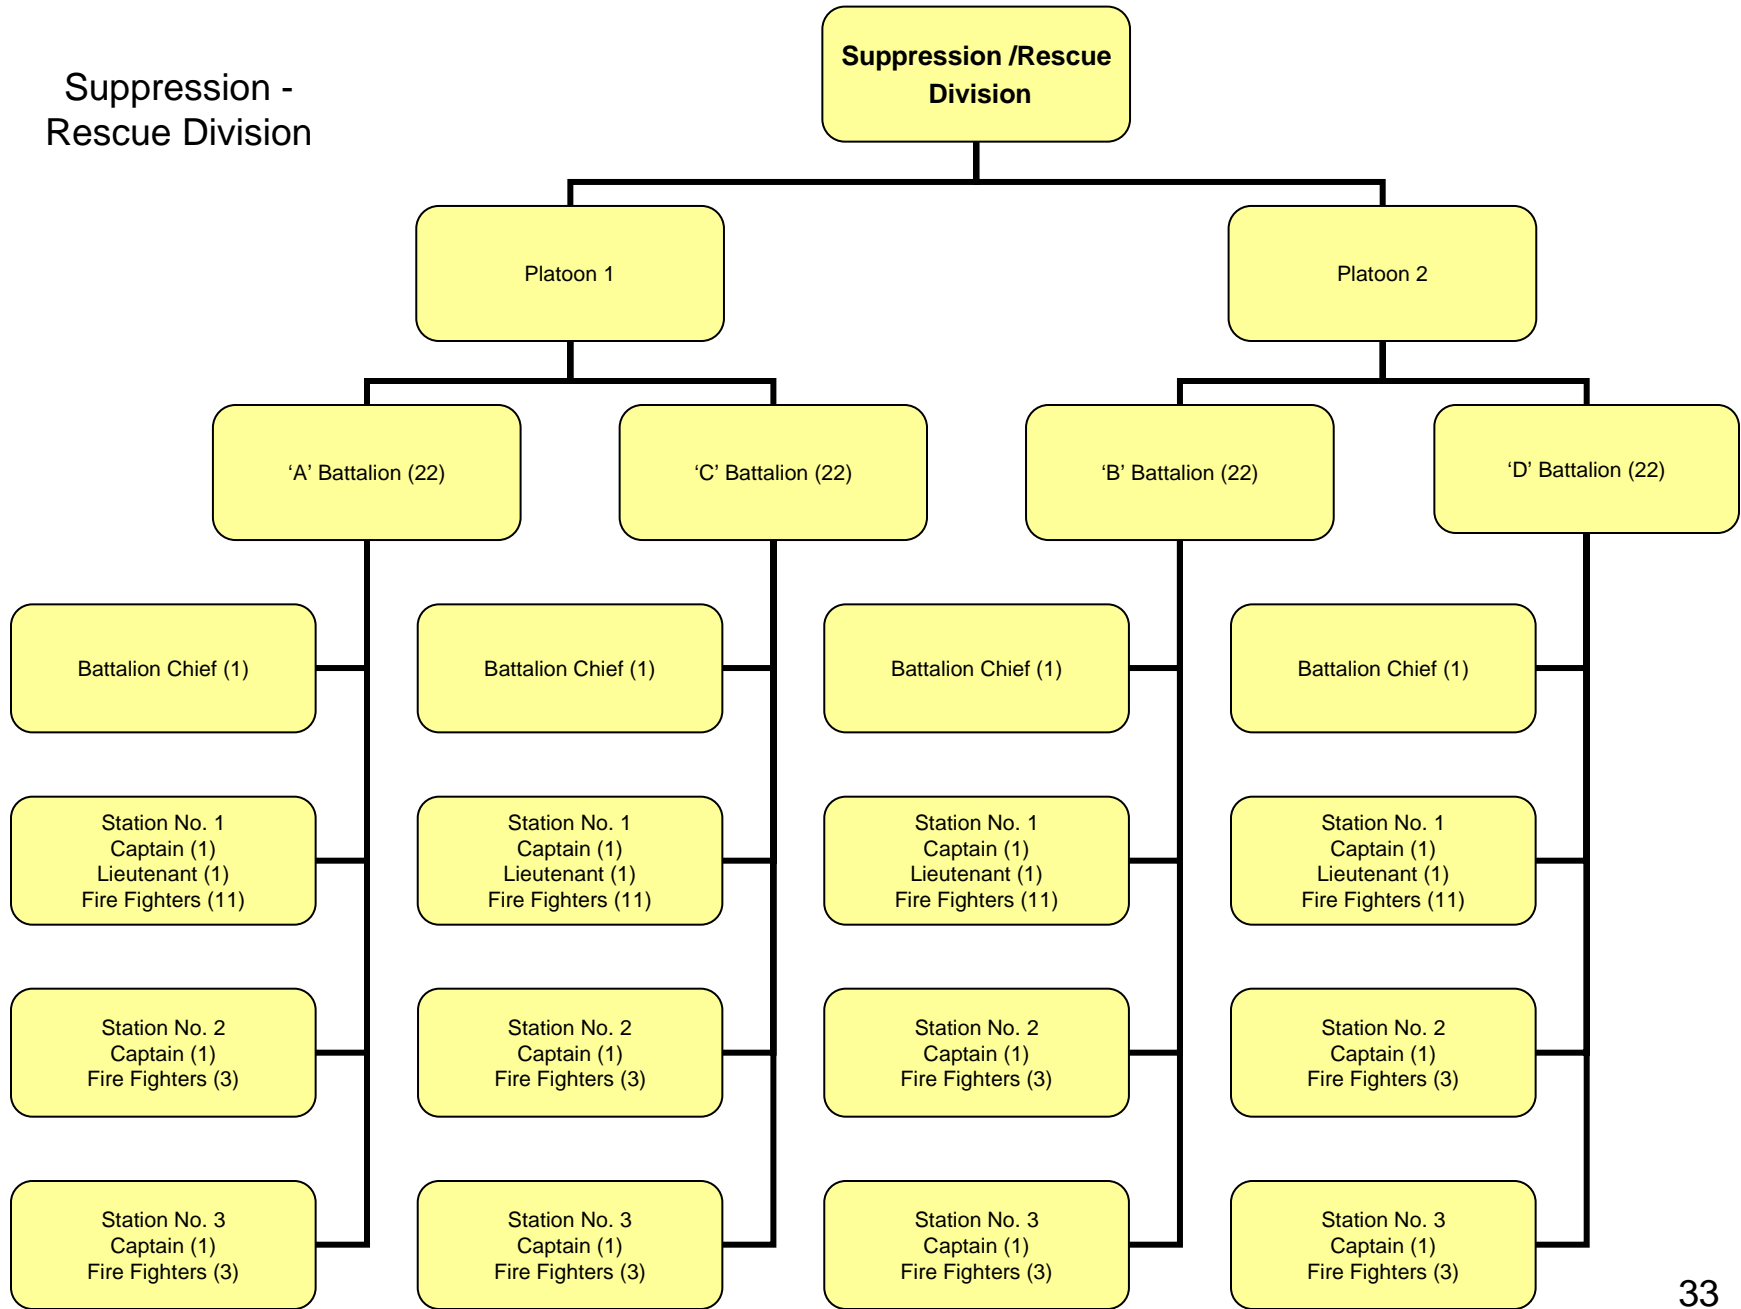 Suppression -
Rescue Division
Suppression /Rescue
Division
Platoon 1
Platoon 2
‘A’ Battalion (22)
‘C’ Battalion (22)
‘B’ Battalion (22)
‘D’ Battalion (22)
Battalion Chief (1)
Battalion Chief (1)
Battalion Chief (1)
Battalion Chief (1)
Station No. 1
Captain (1)
Lieutenant (1)
Fire Fighters (11)
Station No. 1
Captain (1)
Lieutenant (1)
Fire Fighters (11)
Station No. 1
Captain (1)
Lieutenant (1)
Fire Fighters (11)
Station No. 1
Captain (1)
Lieutenant (1)
Fire Fighters (11)
Station No. 2
Captain (1)
Fire Fighters (3)
Station No. 2
Captain (1)
Fire Fighters (3)
Station No. 2
Captain (1)
Fire Fighters (3)
Station No. 2
Captain (1)
Fire Fighters (3)
Station No. 3
Captain (1)
Fire Fighters (3)
Station No. 3
Captain (1)
Fire Fighters (3)
Station No. 3
Captain (1)
Fire Fighters (3)
Station No. 3
Captain (1)
Fire Fighters (3)
33